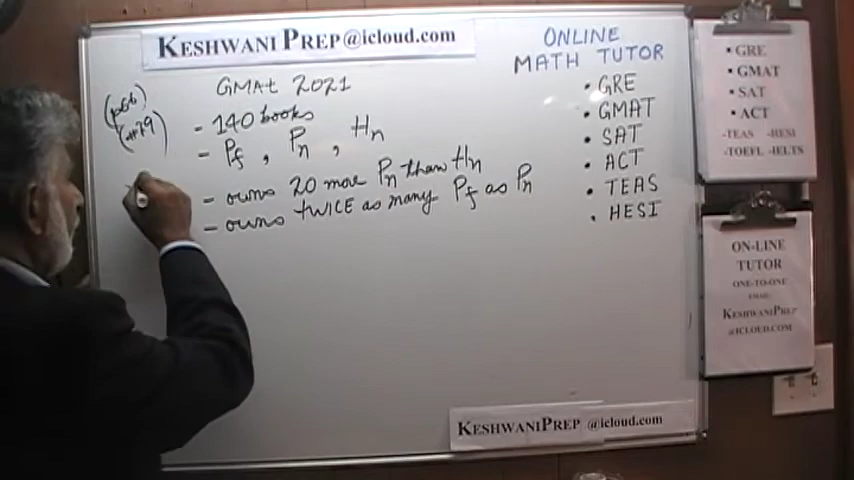 KESHWANI PREP@icloud.com
GMAT 2021
(p66)
(#79)
- 140 books
- Pf , Pn , Hn
- owns 20 more Pn than Hn
- owns TWICE as many Pf as Pn
ONLINE
MATH TUTOR
• GRE
• GMAT
• SAT
• ACT
• TEAS
• HESI
KESHWANIPREP @icloud.com
• GRE
• GMAT
• SAT
• ACT
-TEAS -HESI
-TOEFL -IELTS
ON-LINE
TUTOR
ONE-TO-ONE
EMAIL:
KESHWANIPREP
@ICLOUD.COM